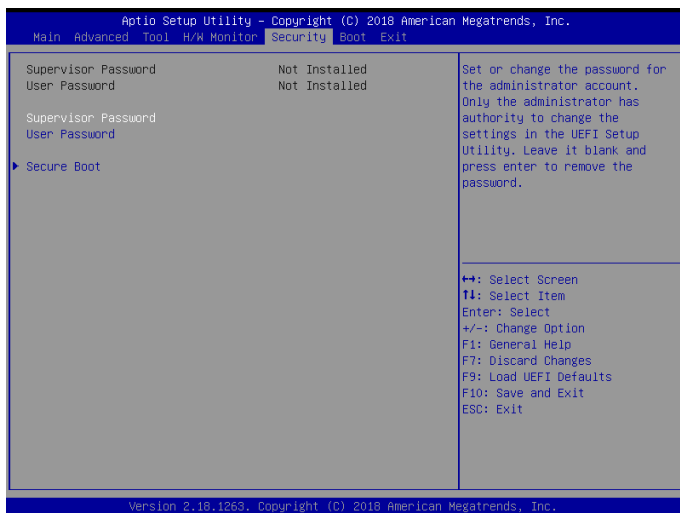 Aptio Setup Utility – Copyright (C) 2018 American Megatrends, Inc.
Main Advanced Tool H/W Monitor Security Boot Exit
Supervisor Password Not Installed
User Password Not Installed
Supervisor Password
User Password
Secure Boot
Set or change the password for
the administrator account.
Only the administrator has
authority to change the
settings in the UEFI Setup
Utility. Leave it blank and
press enter to remove the
password.
↔: Select Screen
↑↓: Select Item
Enter: Select
+/-: Change Option
F1: General Help
F7: Discard Changes
F9: Load UEFI Defaults
F10: Save and Exit
ESC: Exit
Version 2.18.1263. Copyright (C) 2018 American Megatrends, Inc.